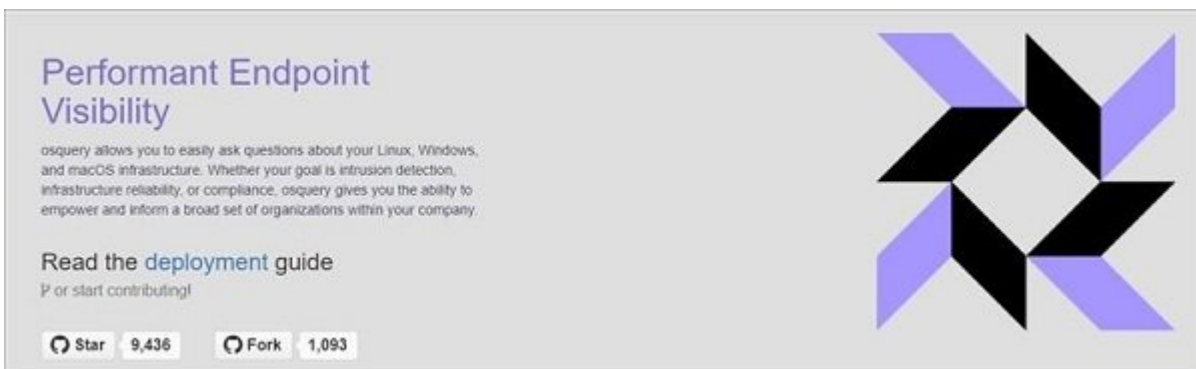 Performant Endpoint
Visibility
osquery allows you to easily ask questions about your Linux, Windows,
and macOS infrastructure. Whether your goal is intrusion detection,
infrastructure reliability, or compliance, osquery gives you the ability to
empower and inform a broad set of organizations within your company.
Read the deployment guide
or start contributing!
Star 9,436 Fork 1,093